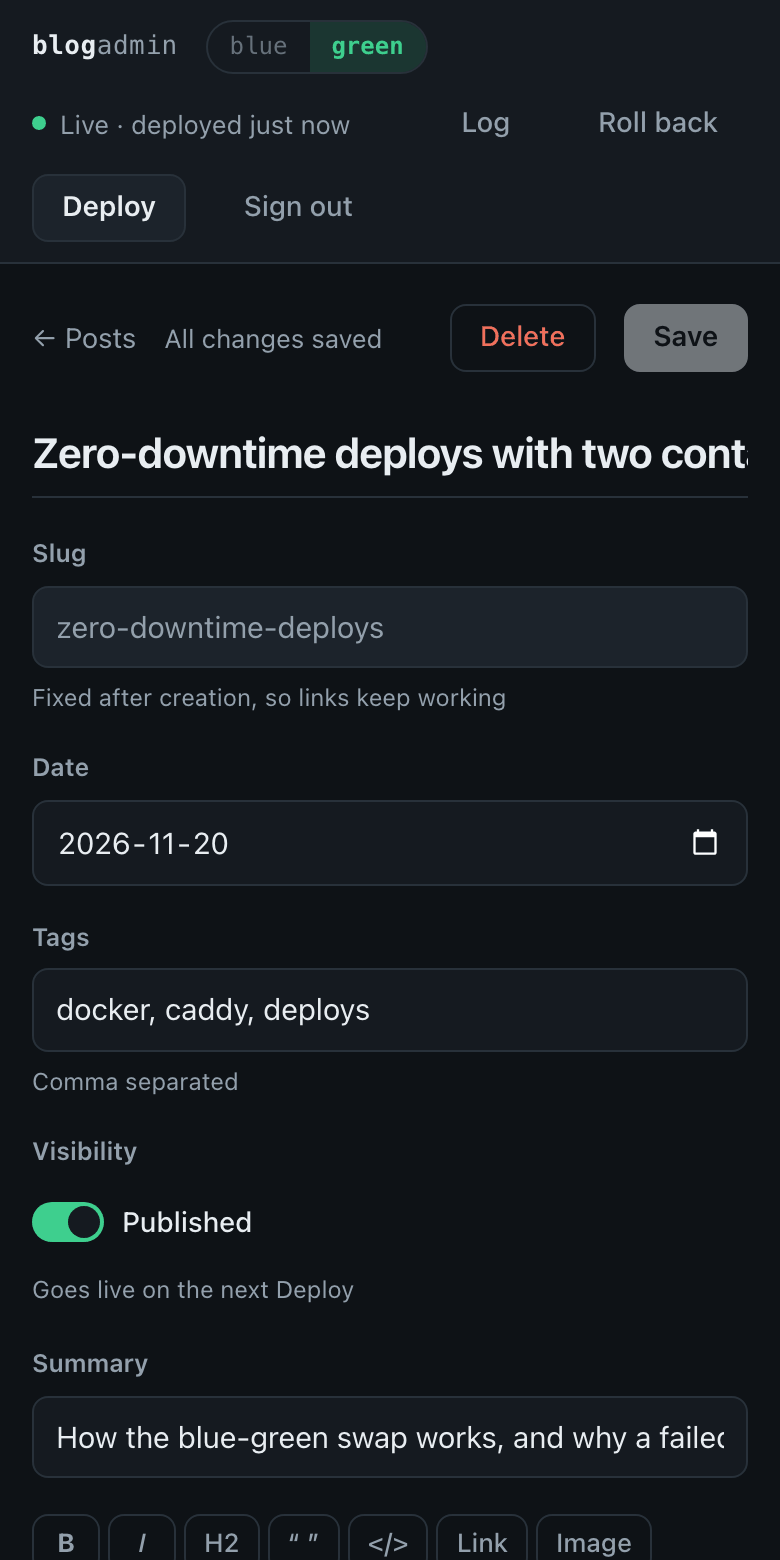 blogadmin blue green
Live · deployed just now Log Roll back
Deploy Sign out
← Posts All changes saved Delete Save
Zero-downtime deploys with two conta
Slug
zero-downtime-deploys
Fixed after creation, so links keep working
Date
2026-11-20
Tags
docker, caddy, deploys
Comma separated
Visibility
Published
Goes live on the next Deploy
Summary
How the blue-green swap works, and why a failed
B I H2 “ ” </> Link Image